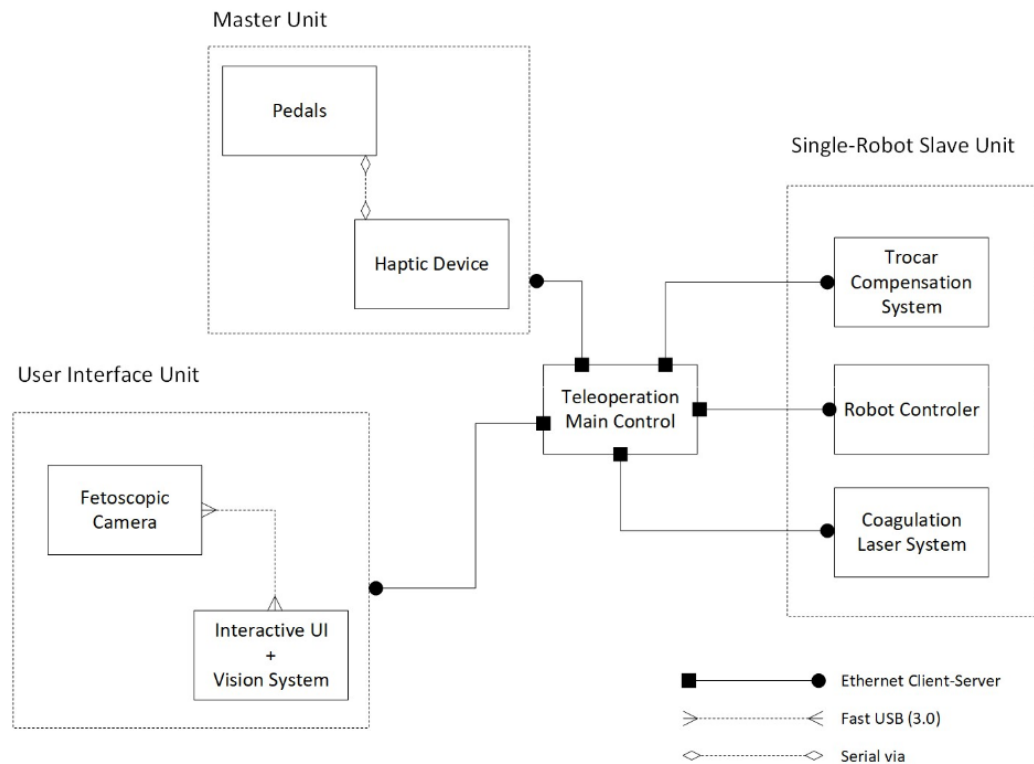 Master Unit
Pedals
Haptic Device
Single-Robot Slave Unit
Trocar
Compensation
System
User Interface Unit
Teleoperation
Main Control
Robot Controler
Fetoscopic
Camera
Coagulation
Laser System
Interactive UI
+
Vision System
Ethernet Client-Server
Fast USB (3.0)
Serial via